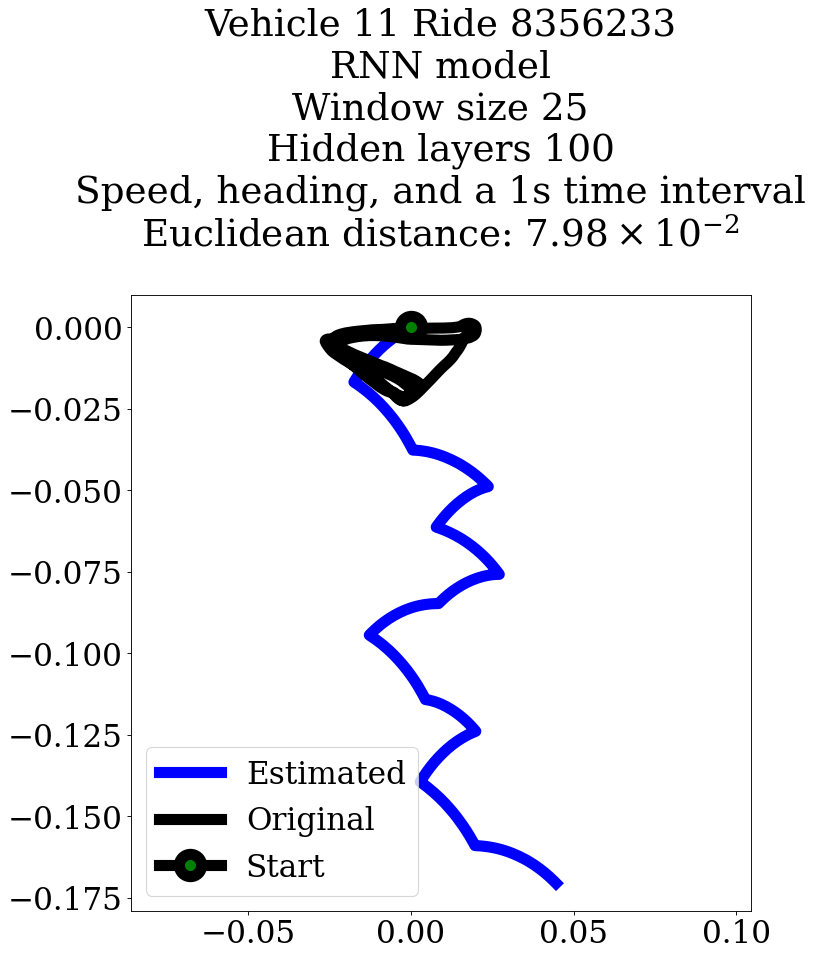 Vehicle 11 Ride 8356233
RNN model
Window size 25
Hidden layers 100
Speed, heading, and a 1s time interval
Euclidean distance: 7.98 × 10⁻²
0.000
−0.025
−0.050
−0.075
−0.100
−0.125
−0.150
−0.175
Estimated
Original
Start
−0.05
0.00
0.05
0.10